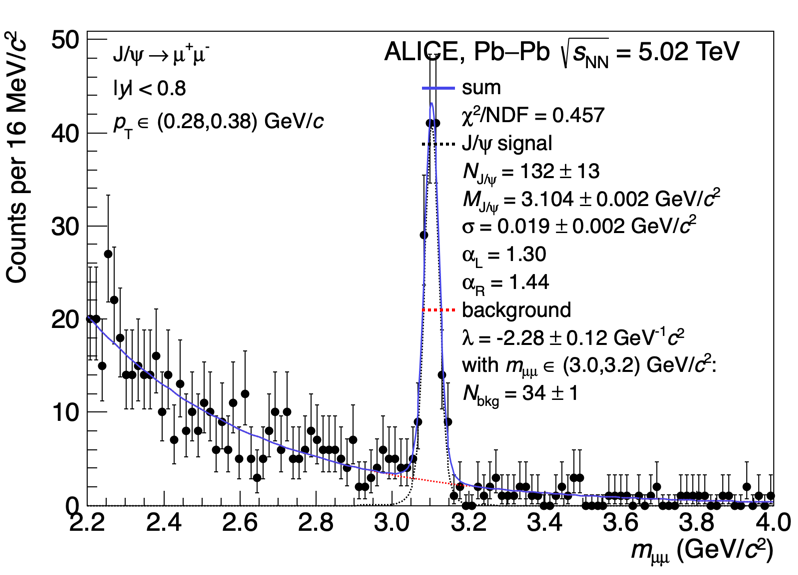 50
40
30
20
10
0
Counts per 16 MeV/c²
J/ψ → μ⁺μ⁻
|y| < 0.8
p_T ∈ (0.28,0.38) GeV/c
ALICE, Pb–Pb √s_NN = 5.02 TeV
sum
χ²/NDF = 0.457
J/ψ signal
N_J/ψ = 132 ± 13
M_J/ψ = 3.104 ± 0.002 GeV/c²
σ = 0.019 ± 0.002 GeV/c²
α_L = 1.30
α_R = 1.44
background
λ = -2.28 ± 0.12 GeV⁻¹c²
with m_μμ ∈ (3.0,3.2) GeV/c²:
N_bkg = 34 ± 1
2.2 2.4 2.6 2.8 3.0 3.2 3.4 3.6 3.8 4.0
m_μμ (GeV/c²)